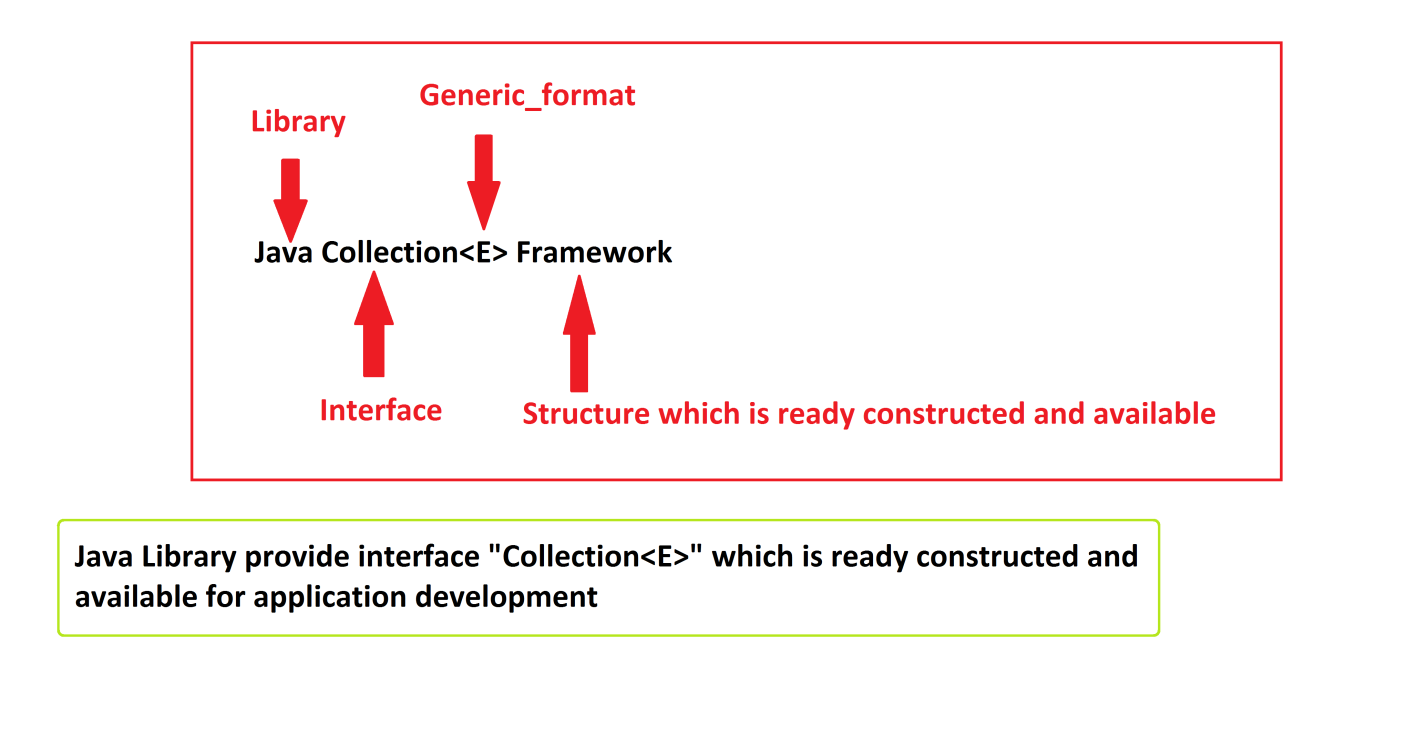 Generic_format
Library
Java Collection<E> Framework
Interface
Structure which is ready constructed and available
Java Library provide interface "Collection<E>" which is ready constructed and
available for application development